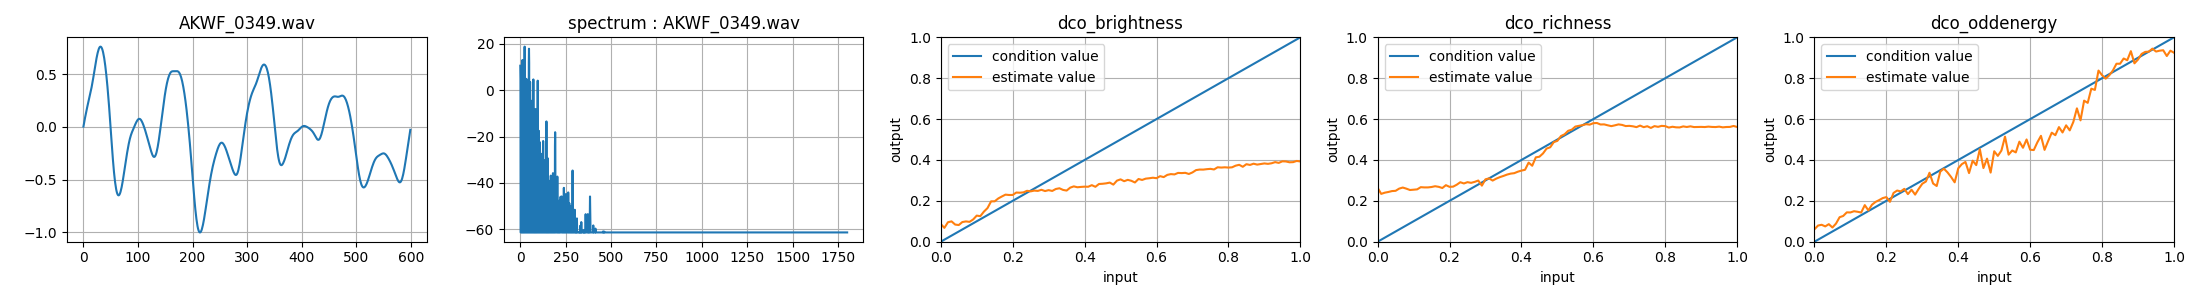 AKWF_0349.wav
0.5
0.0
−0.5
−1.0
0 100 200 300 400 500 600
spectrum : AKWF_0349.wav
20
0
−20
−40
−60
0 250 500 750 1000 1250 1500 1750
dco_brightness
condition value
estimate value
output
1.0
0.8
0.6
0.4
0.2
0.0
0.0 0.2 0.4 0.6 0.8 1.0
input
dco_richness
condition value
estimate value
output
1.0
0.8
0.6
0.4
0.2
0.0
0.0 0.2 0.4 0.6 0.8 1.0
input
dco_oddenergy
condition value
estimate value
output
1.0
0.8
0.6
0.4
0.2
0.0
0.0 0.2 0.4 0.6 0.8 1.0
input